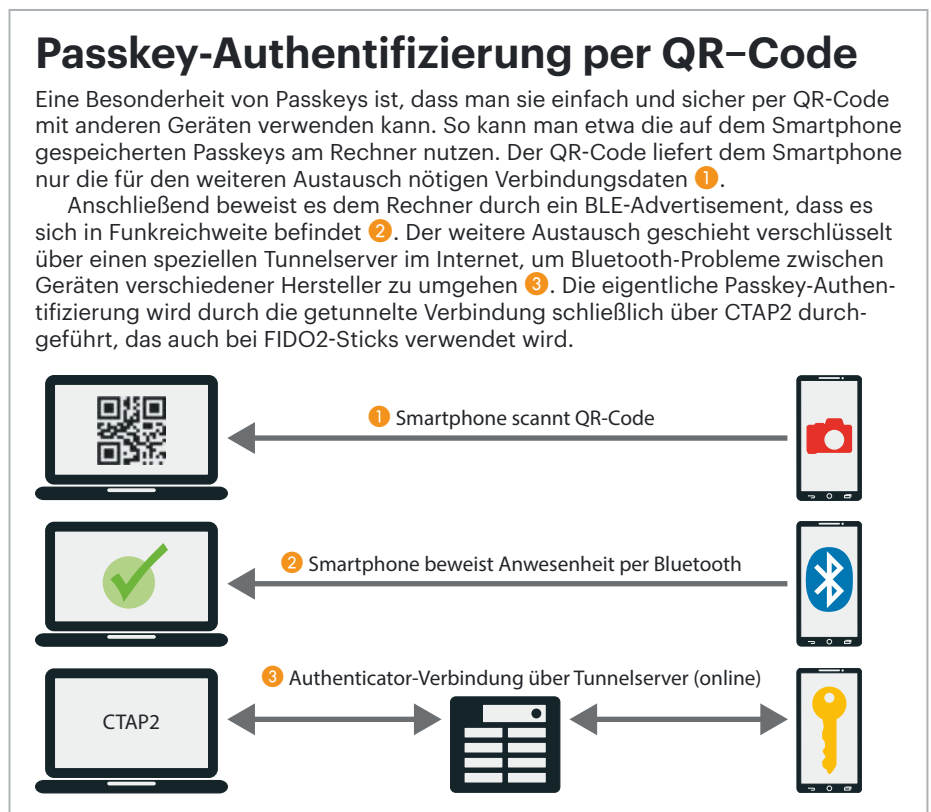 Passkey-Authentifizierung per QR–Code
Eine Besonderheit von Passkeys ist, dass man sie einfach und sicher per QR-Code
mit anderen Geräten verwenden kann. So kann man etwa die auf dem Smartphone
gespeicherten Passkeys am Rechner nutzen. Der QR-Code liefert dem Smartphone
nur die für den weiteren Austausch nötigen Verbindungsdaten 1.
Anschließend beweist es dem Rechner durch ein BLE-Advertisement, dass es
sich in Funkreichweite befindet 2. Der weitere Austausch geschieht verschlüsselt
über einen speziellen Tunnelserver im Internet, um Bluetooth-Probleme zwischen
Geräten verschiedener Hersteller zu umgehen 3. Die eigentliche Passkey-Authen-
tifizierung wird durch die getunnelte Verbindung schließlich über CTAP2 durch-
geführt, das auch bei FIDO2-Sticks verwendet wird.
1 Smartphone scannt QR-Code
2 Smartphone beweist Anwesenheit per Bluetooth
3 Authenticator-Verbindung über Tunnelserver (online)
CTAP2